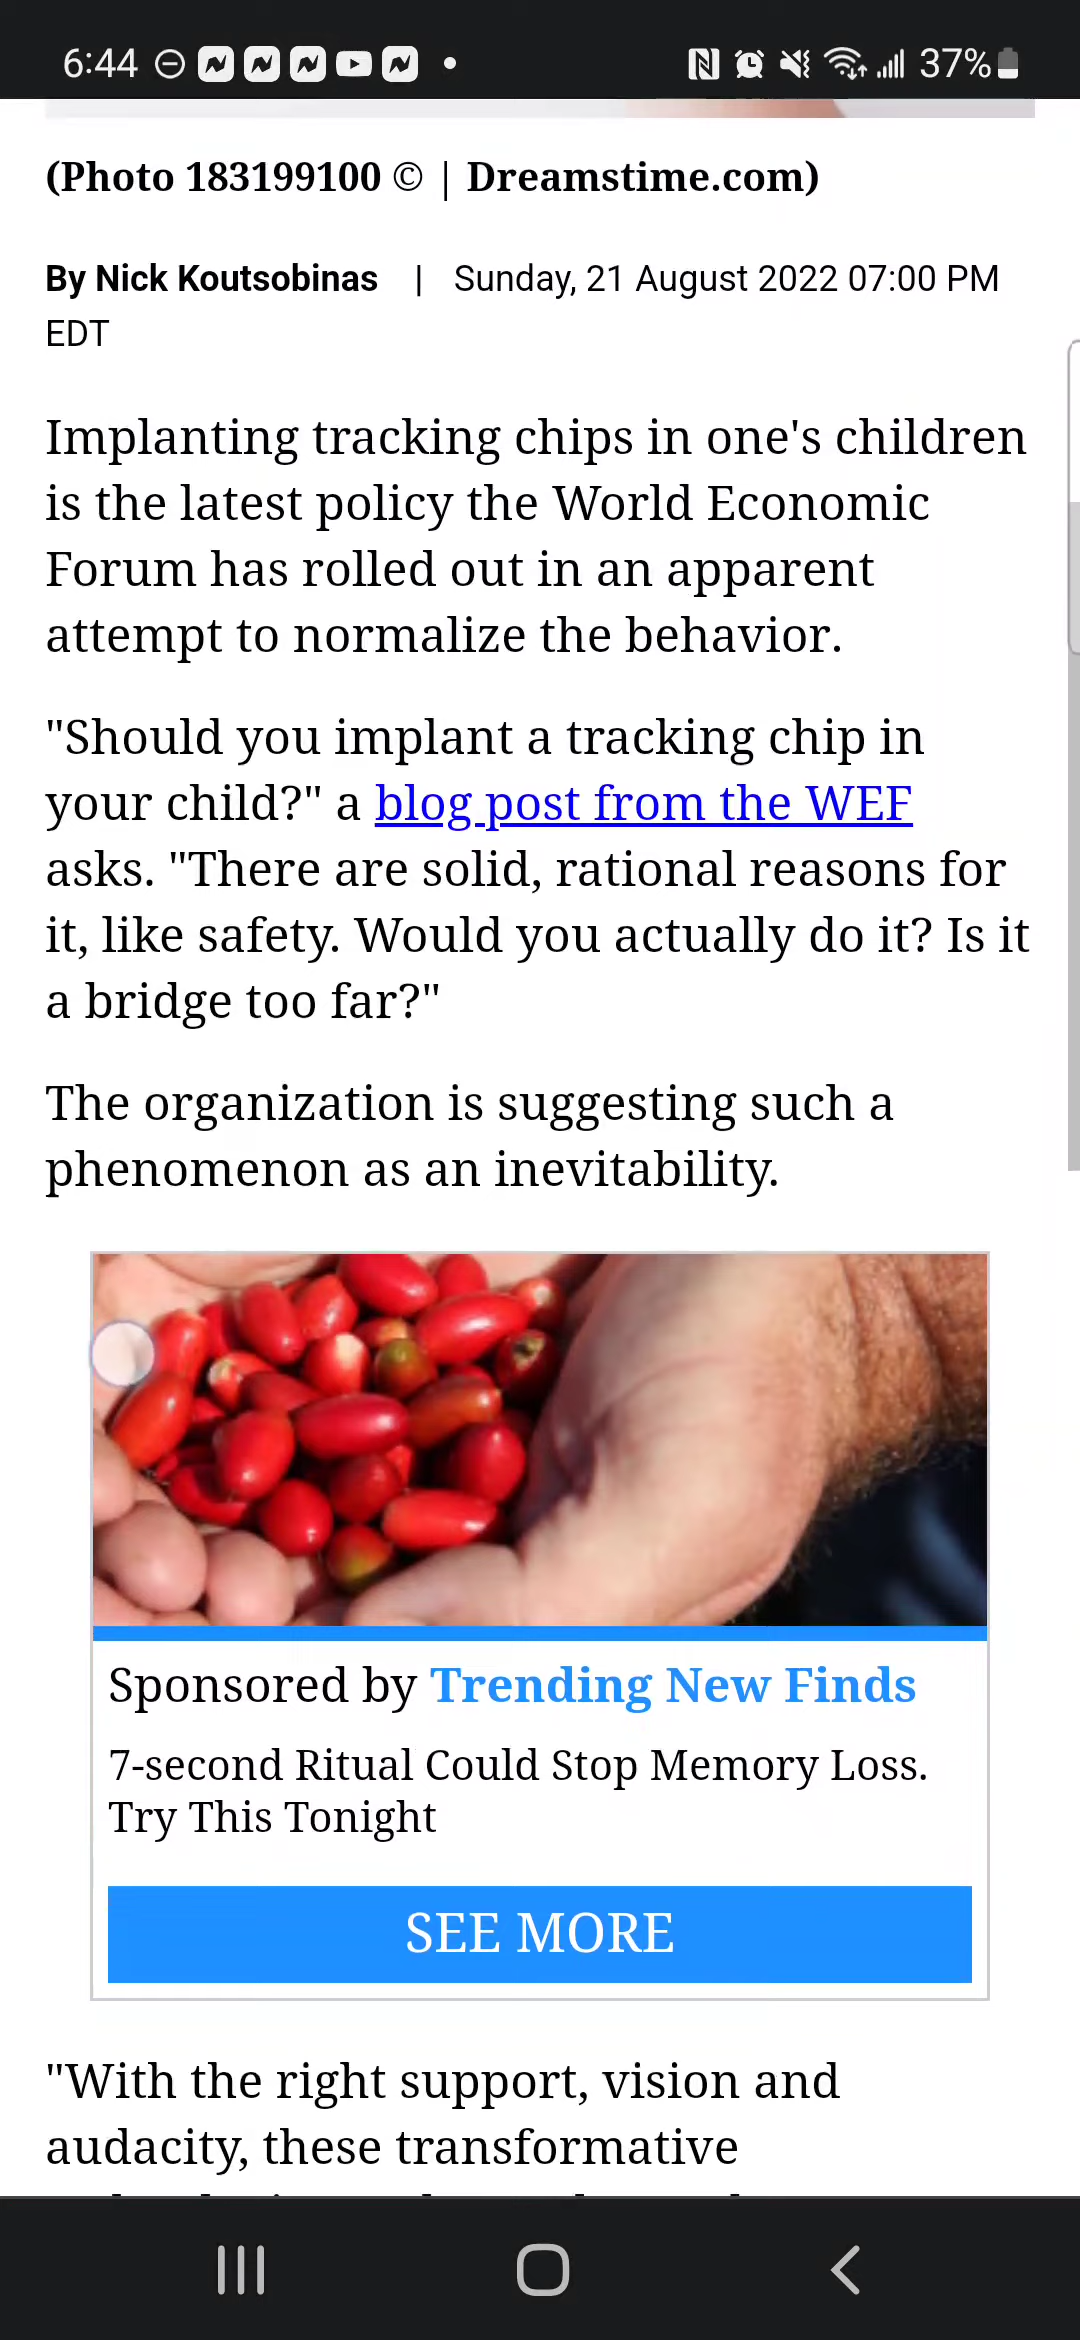 6:44 37%
(Photo 183199100 © | Dreamstime.com)
By Nick Koutsobinas | Sunday, 21 August 2022 07:00 PM
EDT
Implanting tracking chips in one's children
is the latest policy the World Economic
Forum has rolled out in an apparent
attempt to normalize the behavior.
"Should you implant a tracking chip in
your child?" a blog post from the WEF
asks. "There are solid, rational reasons for
it, like safety. Would you actually do it? Is it
a bridge too far?"
The organization is suggesting such a
phenomenon as an inevitability.
Sponsored by Trending New Finds
7-second Ritual Could Stop Memory Loss.
Try This Tonight
SEE MORE
"With the right support, vision and
audacity, these transformative